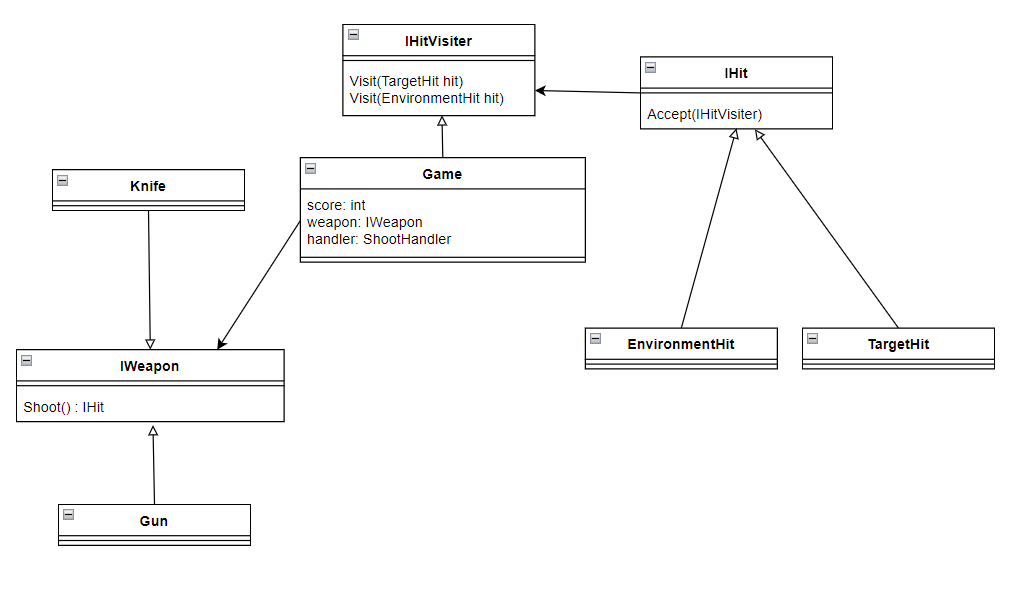 IHitVisiter
Visit(TargetHit hit)
Visit(EnvironmentHit hit)
IHit
Accept(IHitVisiter)
Game
score: int
weapon: IWeapon
handler: ShootHandler
Knife
IWeapon
Shoot() : IHit
Gun
EnvironmentHit
TargetHit